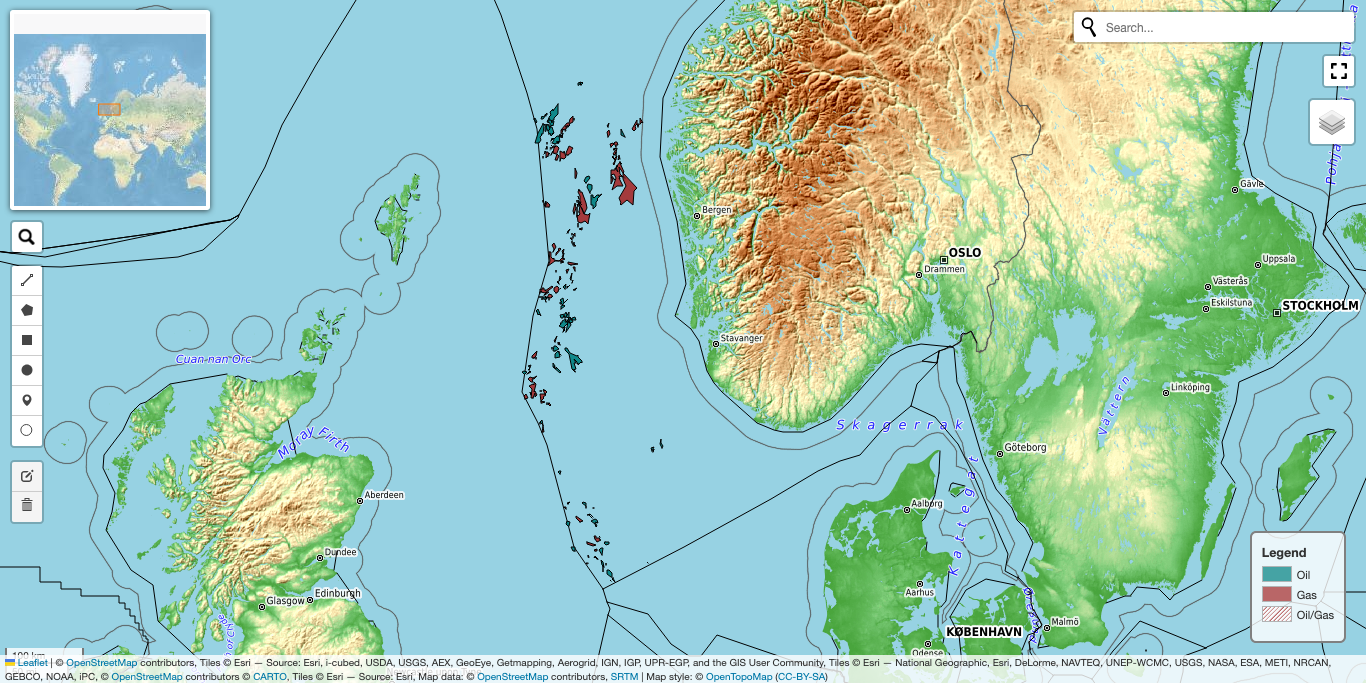 Search...
Pohja
Gävle
Bergen
OSLO
Uppsala
Drammen
Västerås
Eskilstuna
STOCKHOLM
Stavanger
Cuan nan Orc
Linköping
Vättern
Skagerrak
Moray Firth
Göteborg
Kattegat
Aberdeen
Aalborg
Dundee
Legend
Oil
Gas
Oil/Gas
Edinburgh
Glasgow
Aarhus
Malmö
KØBENHAVN
Odense
Leaflet | © OpenStreetMap contributors, Tiles © Esri — Source: Esri, i-cubed, USDA, USGS, AEX, GeoEye, Getmapping, Aerogrid, IGN, IGP, UPR-EGP, and the GIS User Community, Tiles © Esri — National Geographic, Esri, DeLorme, NAVTEQ, UNEP-WCMC, USGS, NASA, ESA, METI, NRCAN,
GEBCO, NOAA, iPC, © OpenStreetMap contributors © CARTO, Tiles © Esri — Source: Esri, Map data: © OpenStreetMap contributors, SRTM | Map style: © OpenTopoMap (CC-BY-SA)